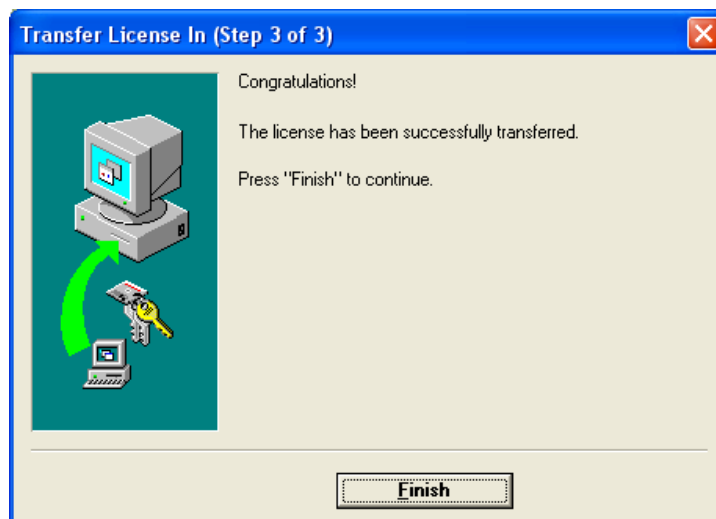 Transfer License In (Step 3 of 3)
Congratulations!
The license has been successfully transferred.
Press "Finish" to continue.
Finish